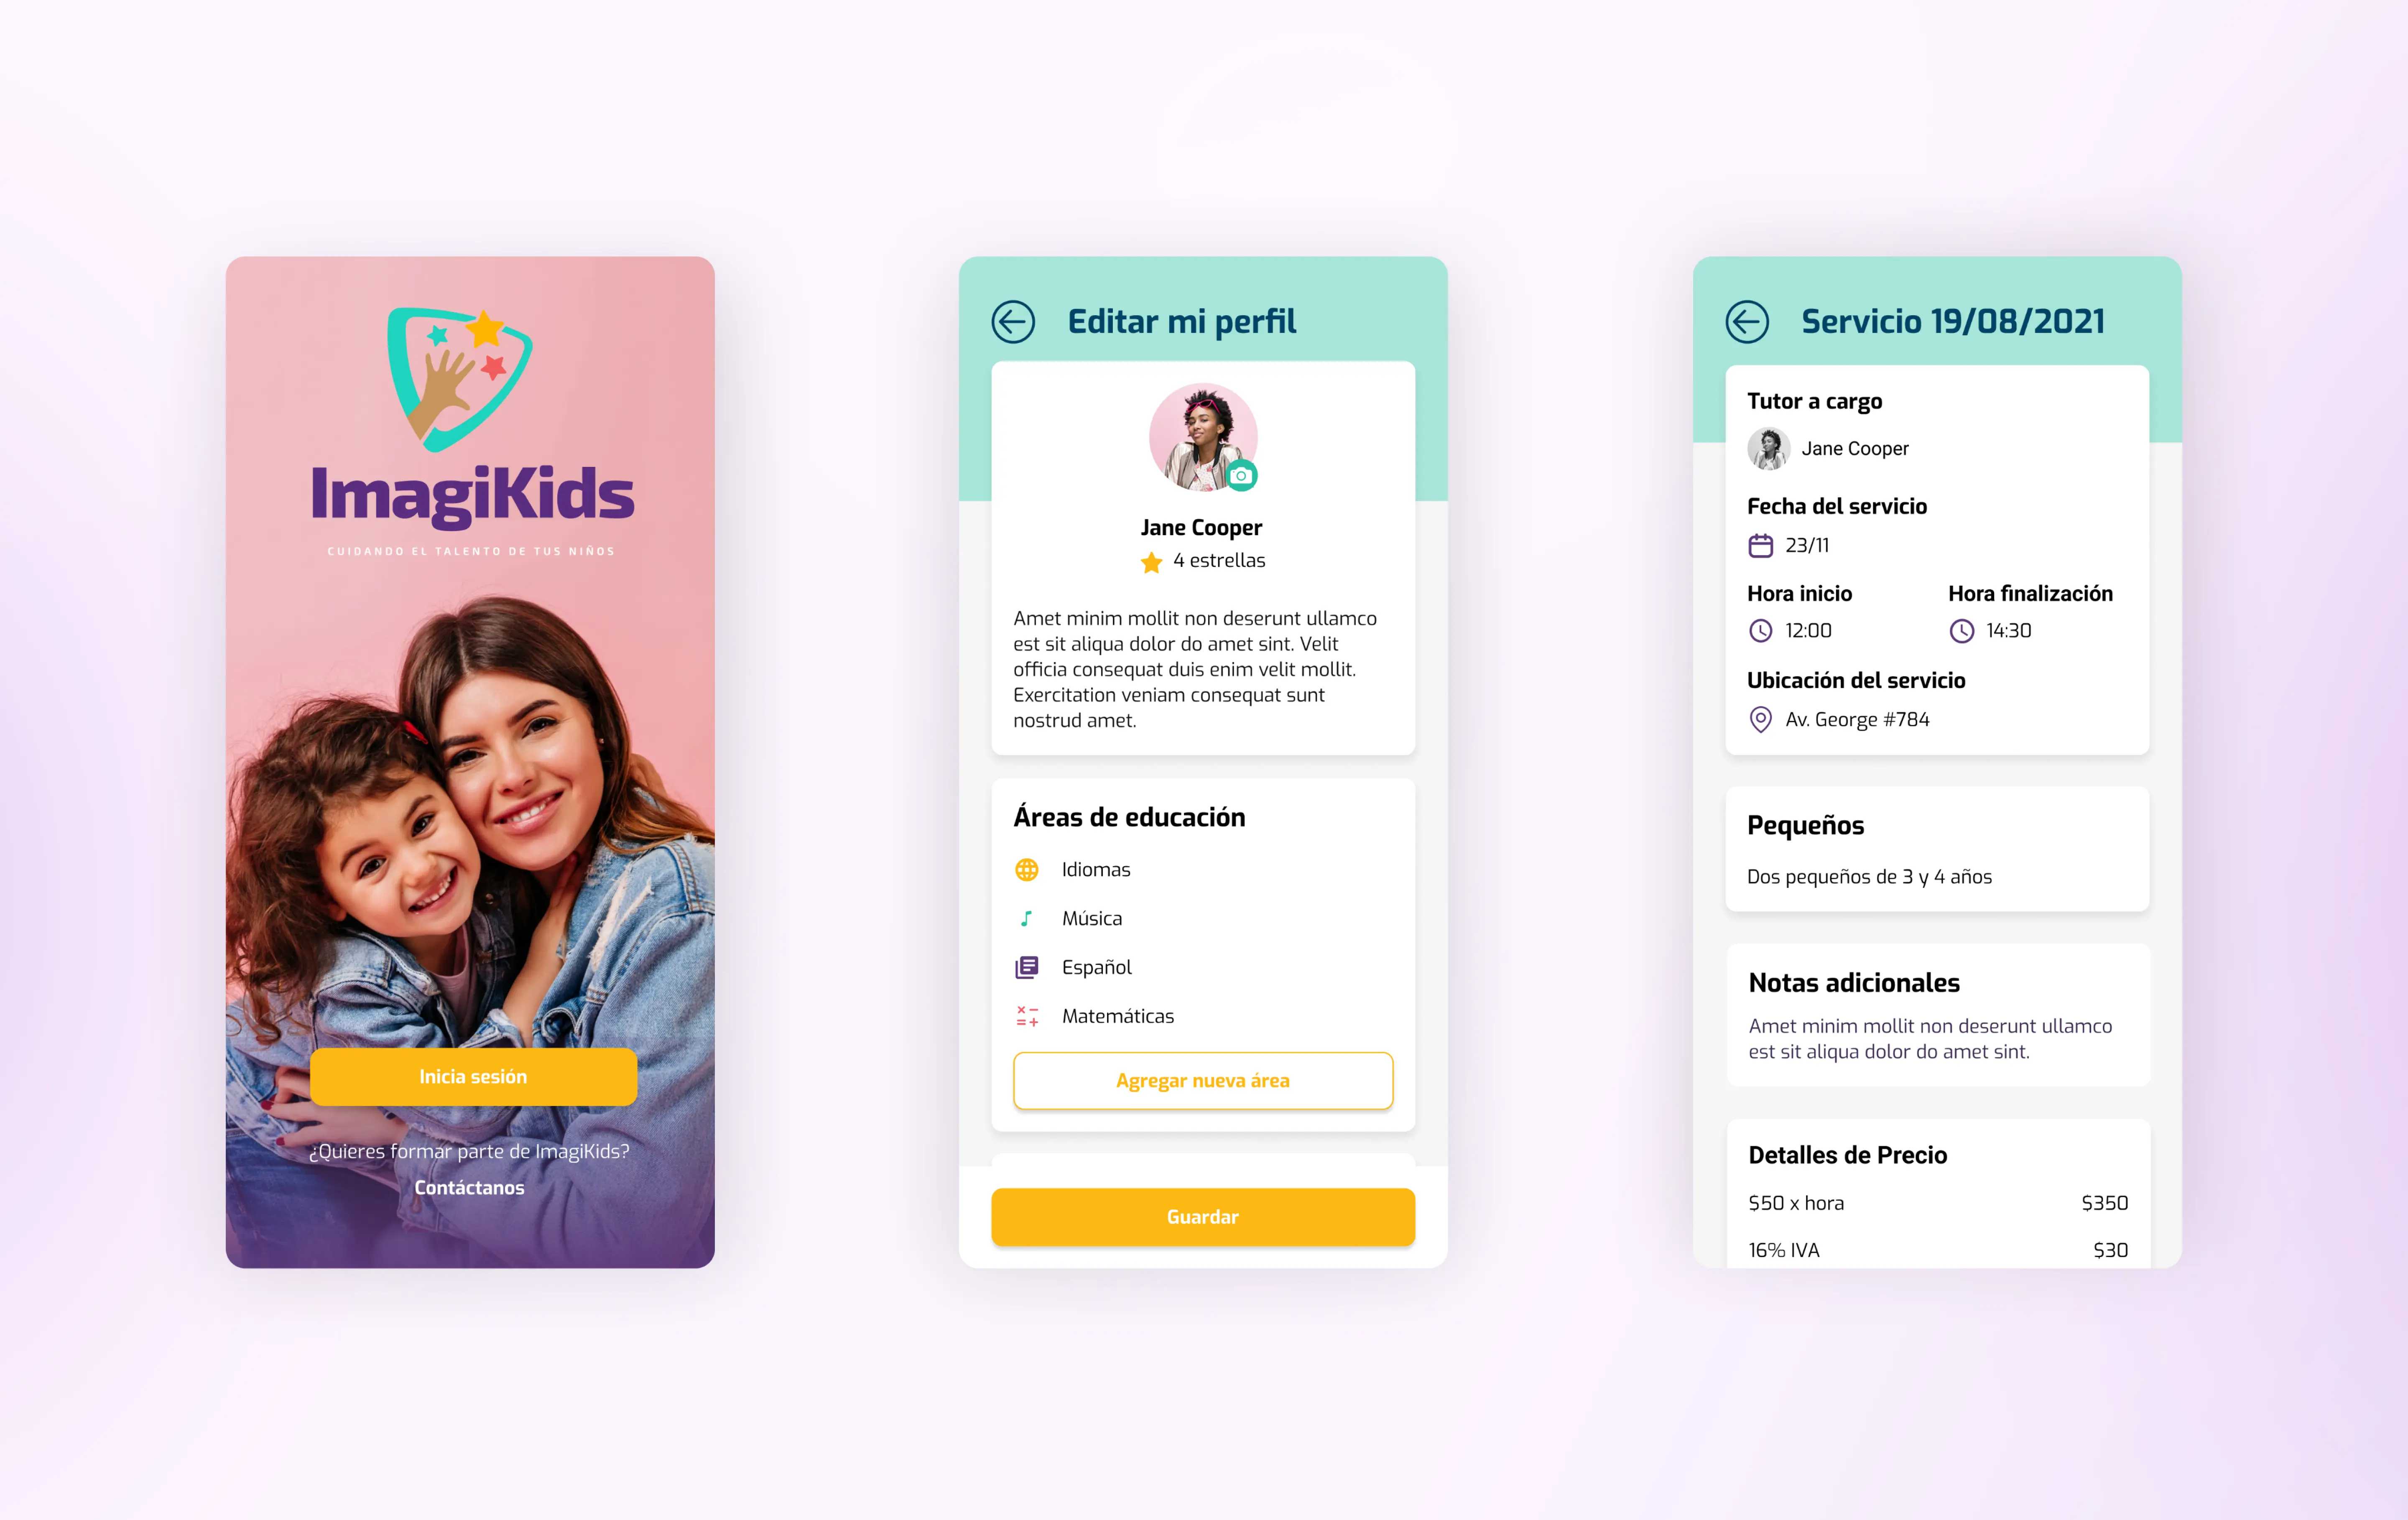 ImagiKids
CUIDANDO EL TALENTO DE TUS NIÑOS
Inicia sesión
¿Quieres formar parte de ImagiKids?
Contáctanos
Editar mi perfil
Jane Cooper
4 estrellas
Amet minim mollit non deserunt ullamco
est sit aliqua dolor do amet sint. Velit
officia consequat duis enim velit mollit.
Exercitation veniam consequat sunt
nostrud amet.
Áreas de educación
Idiomas
Música
Español
Matemáticas
Agregar nueva área
Guardar
Servicio 19/08/2021
Tutor a cargo
Jane Cooper
Fecha del servicio
23/11
Hora inicio Hora finalización
12:00 14:30
Ubicación del servicio
Av. George #784
Pequeños
Dos pequeños de 3 y 4 años
Notas adicionales
Amet minim mollit non deserunt ullamco
est sit aliqua dolor do amet sint.
Detalles de Precio
$50 x hora $350
16% IVA $30